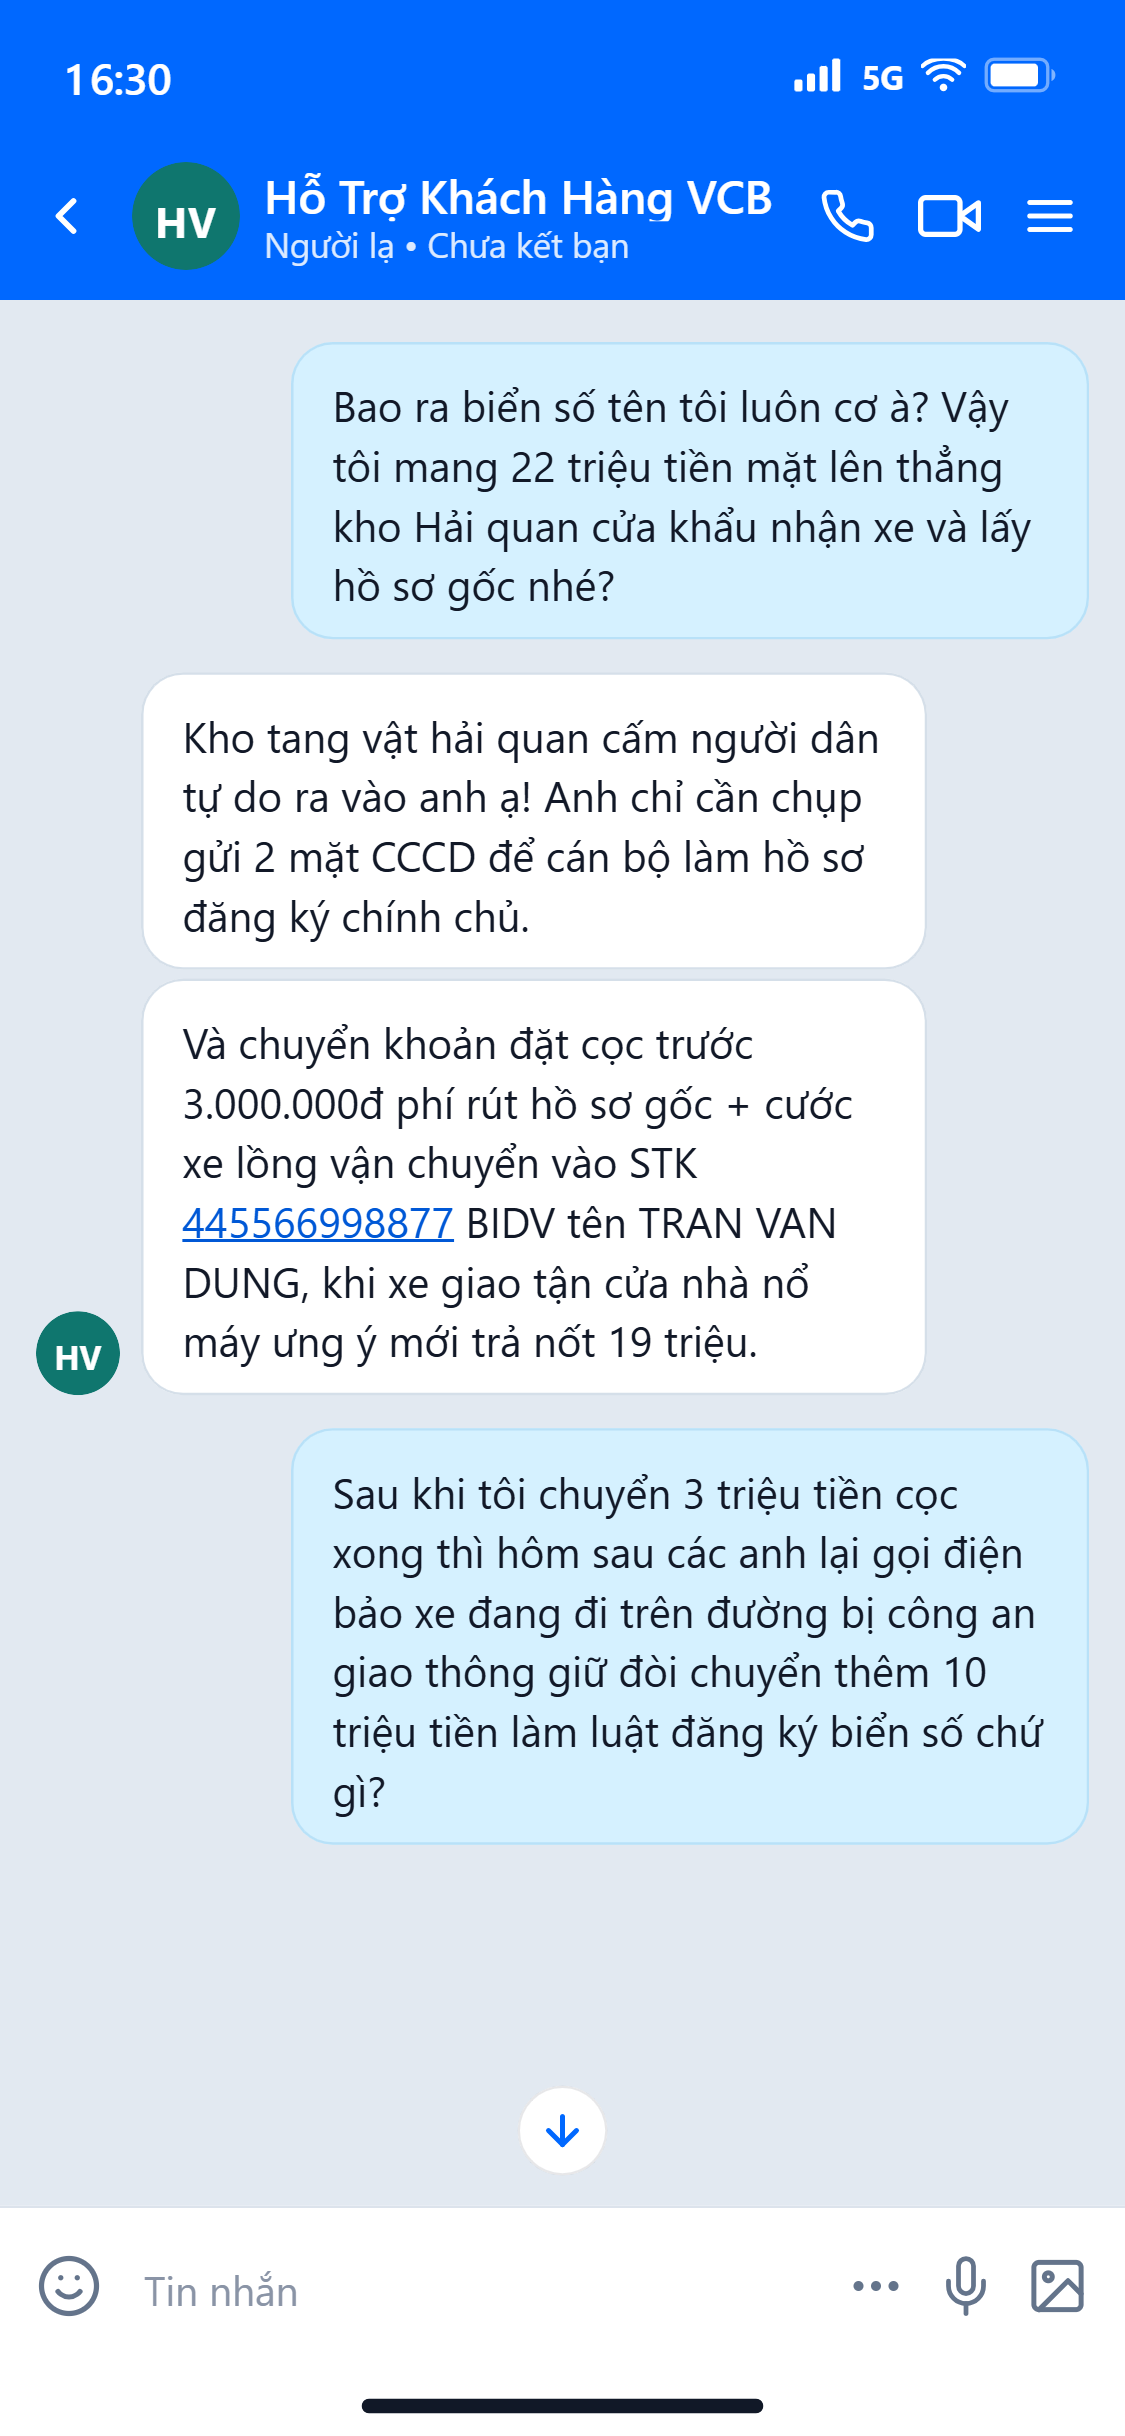 16:30
5G
HV
Hỗ Trợ Khách Hàng VCB
Người lạ • Chưa kết bạn
Bao ra biển số tên tôi luôn cơ à? Vậy
tôi mang 22 triệu tiền mặt lên thẳng
kho Hải quan cửa khẩu nhận xe và lấy
hồ sơ gốc nhé?
Kho tang vật hải quan cấm người dân
tự do ra vào anh ạ! Anh chỉ cần chụp
gửi 2 mặt CCCD để cán bộ làm hồ sơ
đăng ký chính chủ.
Và chuyển khoản đặt cọc trước
3.000.000đ phí rút hồ sơ gốc + cước
xe lồng vận chuyển vào STK
445566998877 BIDV tên TRAN VAN
DUNG, khi xe giao tận cửa nhà nổ
máy ưng ý mới trả nốt 19 triệu.
HV
Sau khi tôi chuyển 3 triệu tiền cọc
xong thì hôm sau các anh lại gọi điện
bảo xe đang đi trên đường bị công an
giao thông giữ đòi chuyển thêm 10
triệu tiền làm luật đăng ký biển số chứ
gì?
Tin nhắn